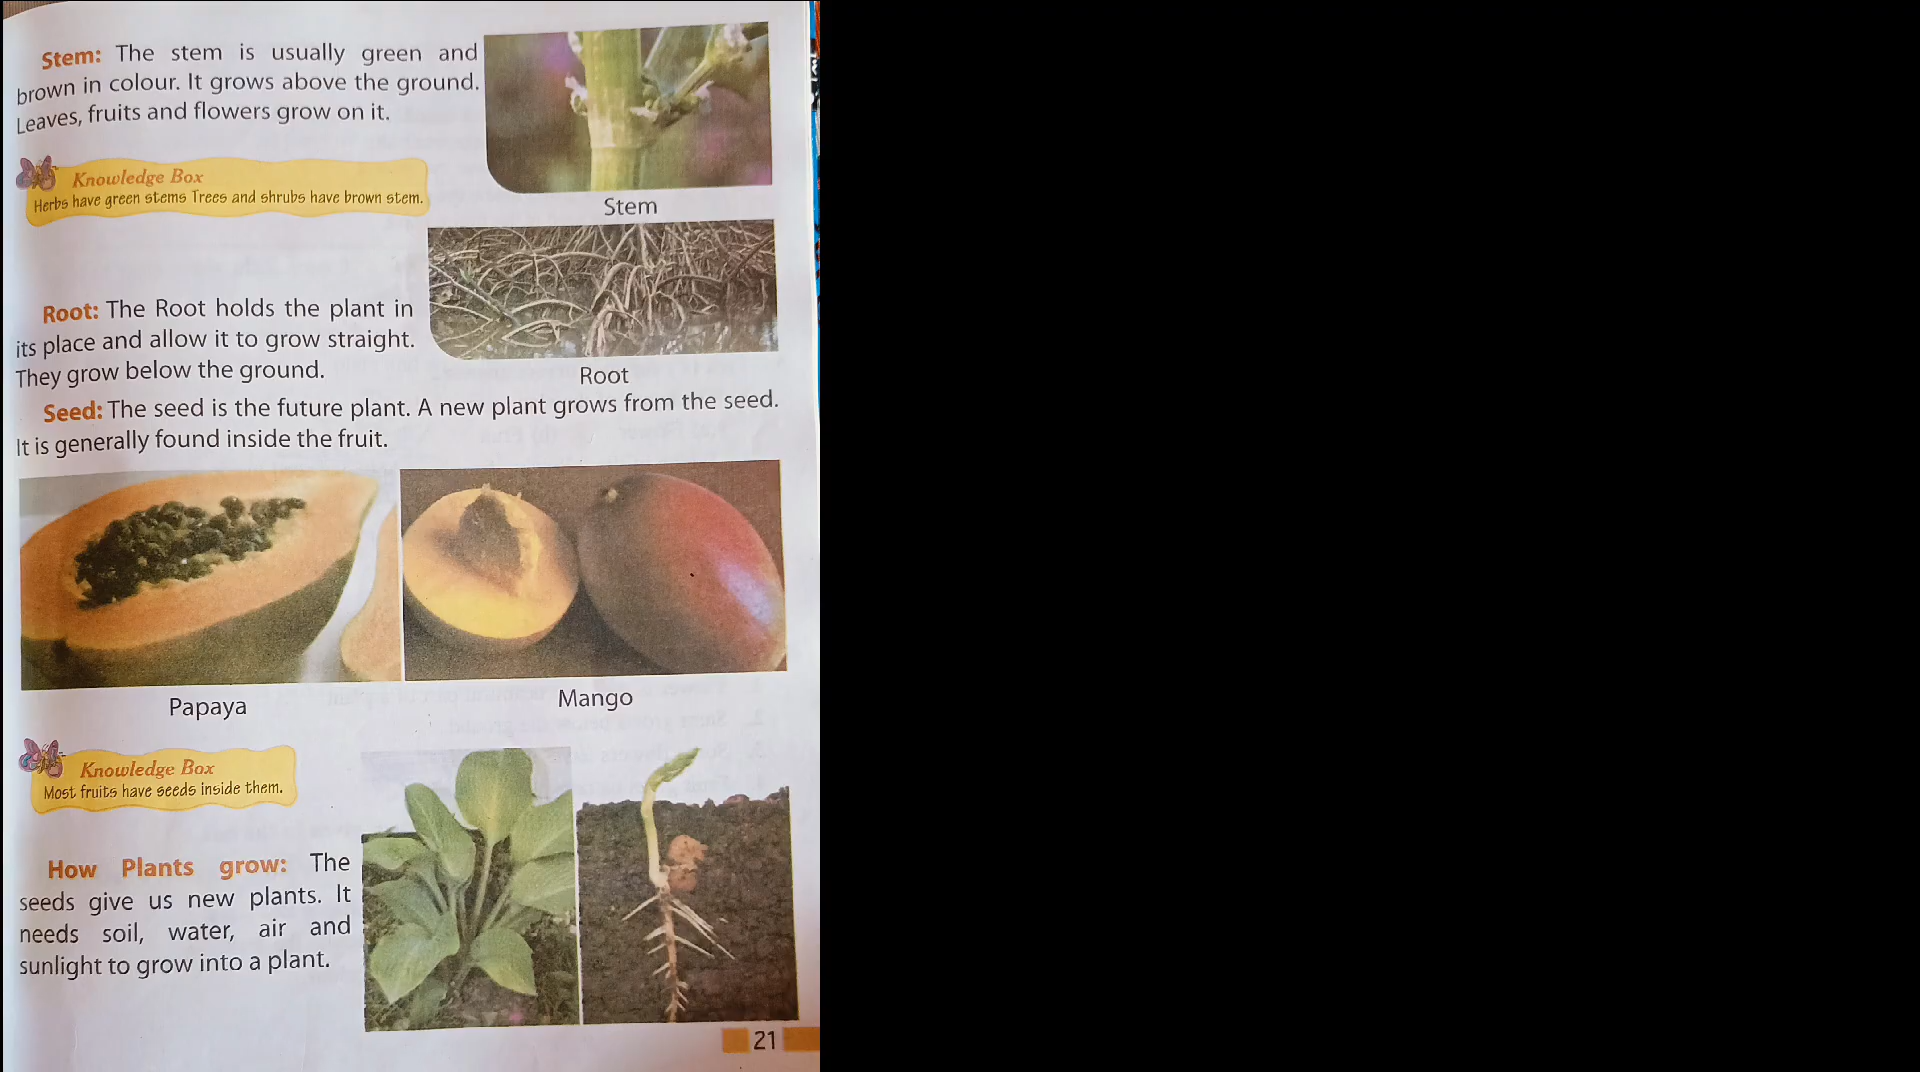 Stem: The stem is usually green and
brown in colour. It grows above the ground.
Leaves, fruits and flowers grow on it.
Knowledge Box
Herbs have green stems Trees and shrubs have brown stem.
Stem
Root: The Root holds the plant in
its place and allow it to grow straight.
They grow below the ground.
Root
Seed: The seed is the future plant. A new plant grows from the seed.
It is generally found inside the fruit.
Papaya
Mango
Knowledge Box
Most fruits have seeds inside them.
How Plants grow: The
seeds give us new plants. It
needs soil, water, air and
sunlight to grow into a plant.
21